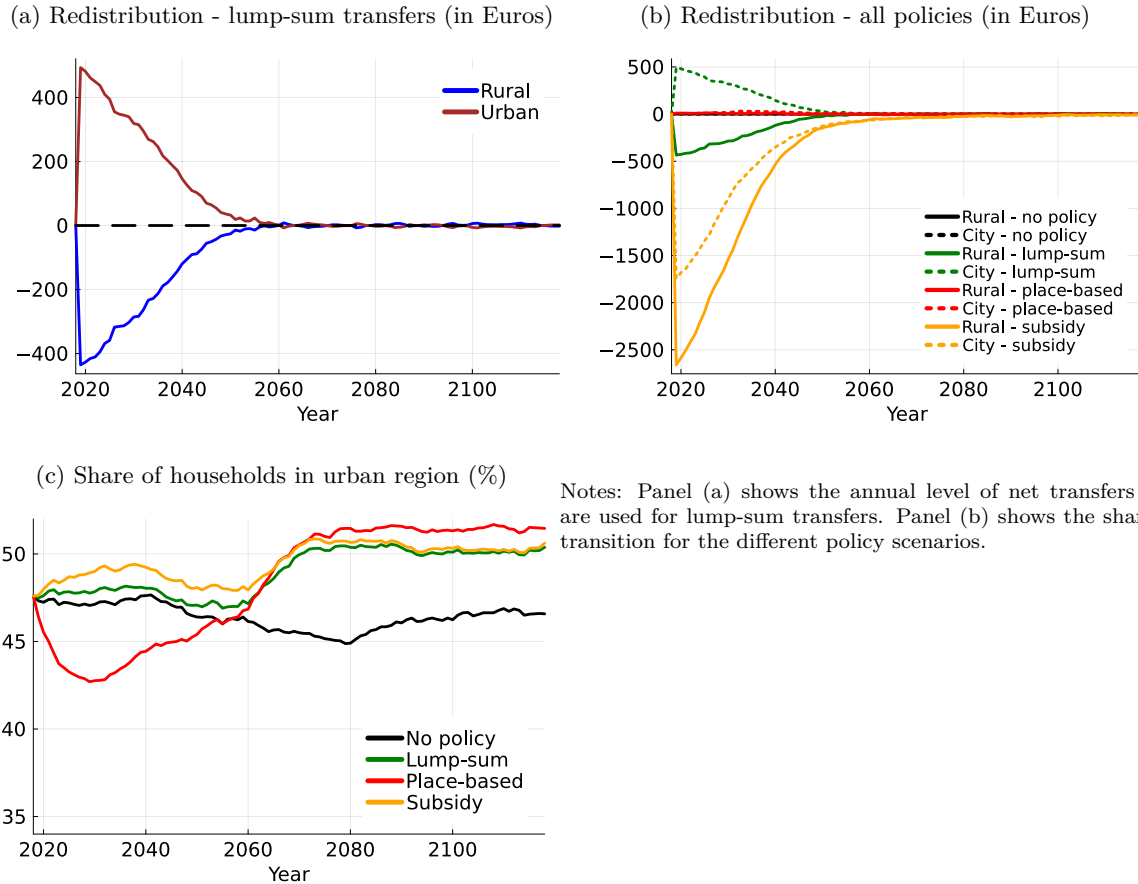 (a) Redistribution - lump-sum transfers (in Euros)
400
200
0
−200
−400
2020
2040
2060
2080
2100
Year
Rural
Urban
(b) Redistribution - all policies (in Euros)
500
0
−500
−1000
−1500
−2000
−2500
2020
2040
2060
2080
2100
Year
Rural - no policy
City - no policy
Rural - lump-sum
City - lump-sum
Rural - place-based
City - place-based
Rural - subsidy
City - subsidy
(c) Share of households in urban region (%)
50
45
40
35
2020
2040
2060
2080
2100
Year
No policy
Lump-sum
Place-based
Subsidy
Notes: Panel (a) shows the annual level of net transfers
are used for lump-sum transfers. Panel (b) shows the
transition for the different policy scenarios.